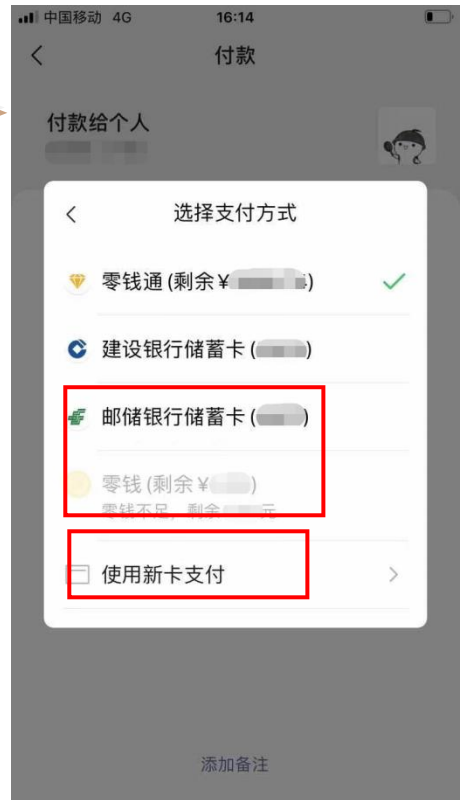 中国移动 4G 16:14
付款
付款给个人
选择支付方式
零钱通(剩余¥)
建设银行储蓄卡()
邮储银行储蓄卡()
零钱(剩余¥)
零钱不足，剩余 元
使用新卡支付
添加备注